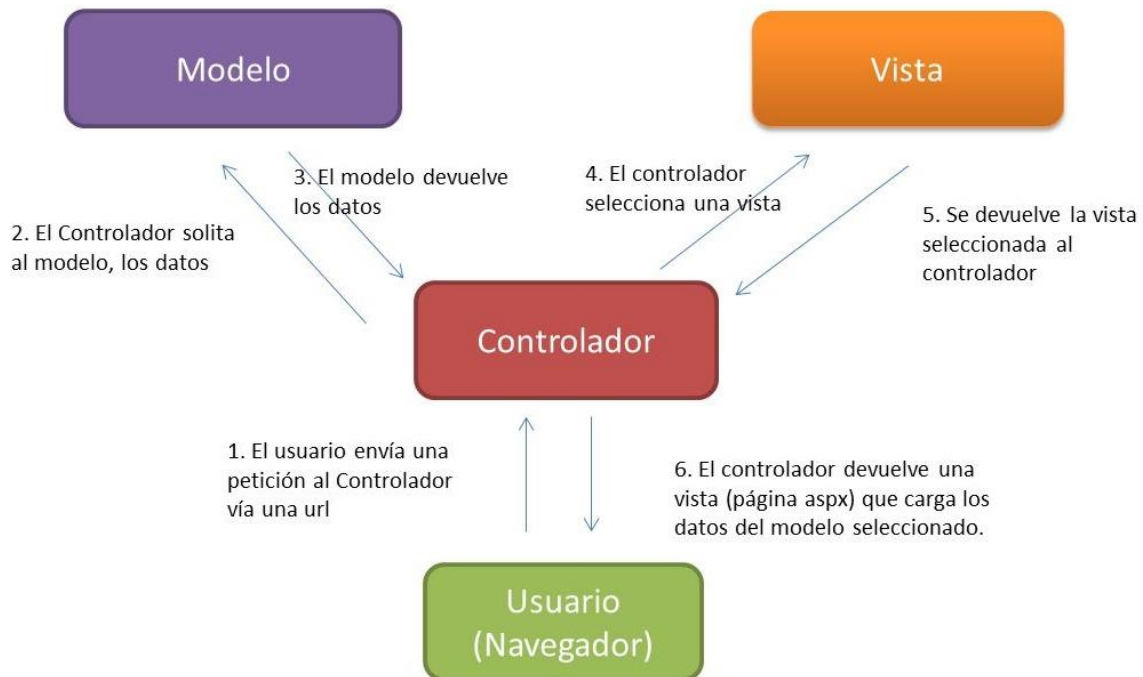 Modelo
Vista
3. El modelo devuelve
los datos
4. El controlador
selecciona una vista
2. El Controlador solita
al modelo, los datos
5. Se devuelve la vista
seleccionada al
controlador
Controlador
1. El usuario envía una
petición al Controlador
vía una url
6. El controlador devuelve una
vista (página aspx) que carga los
datos del modelo seleccionado.
Usuario
(Navegador)